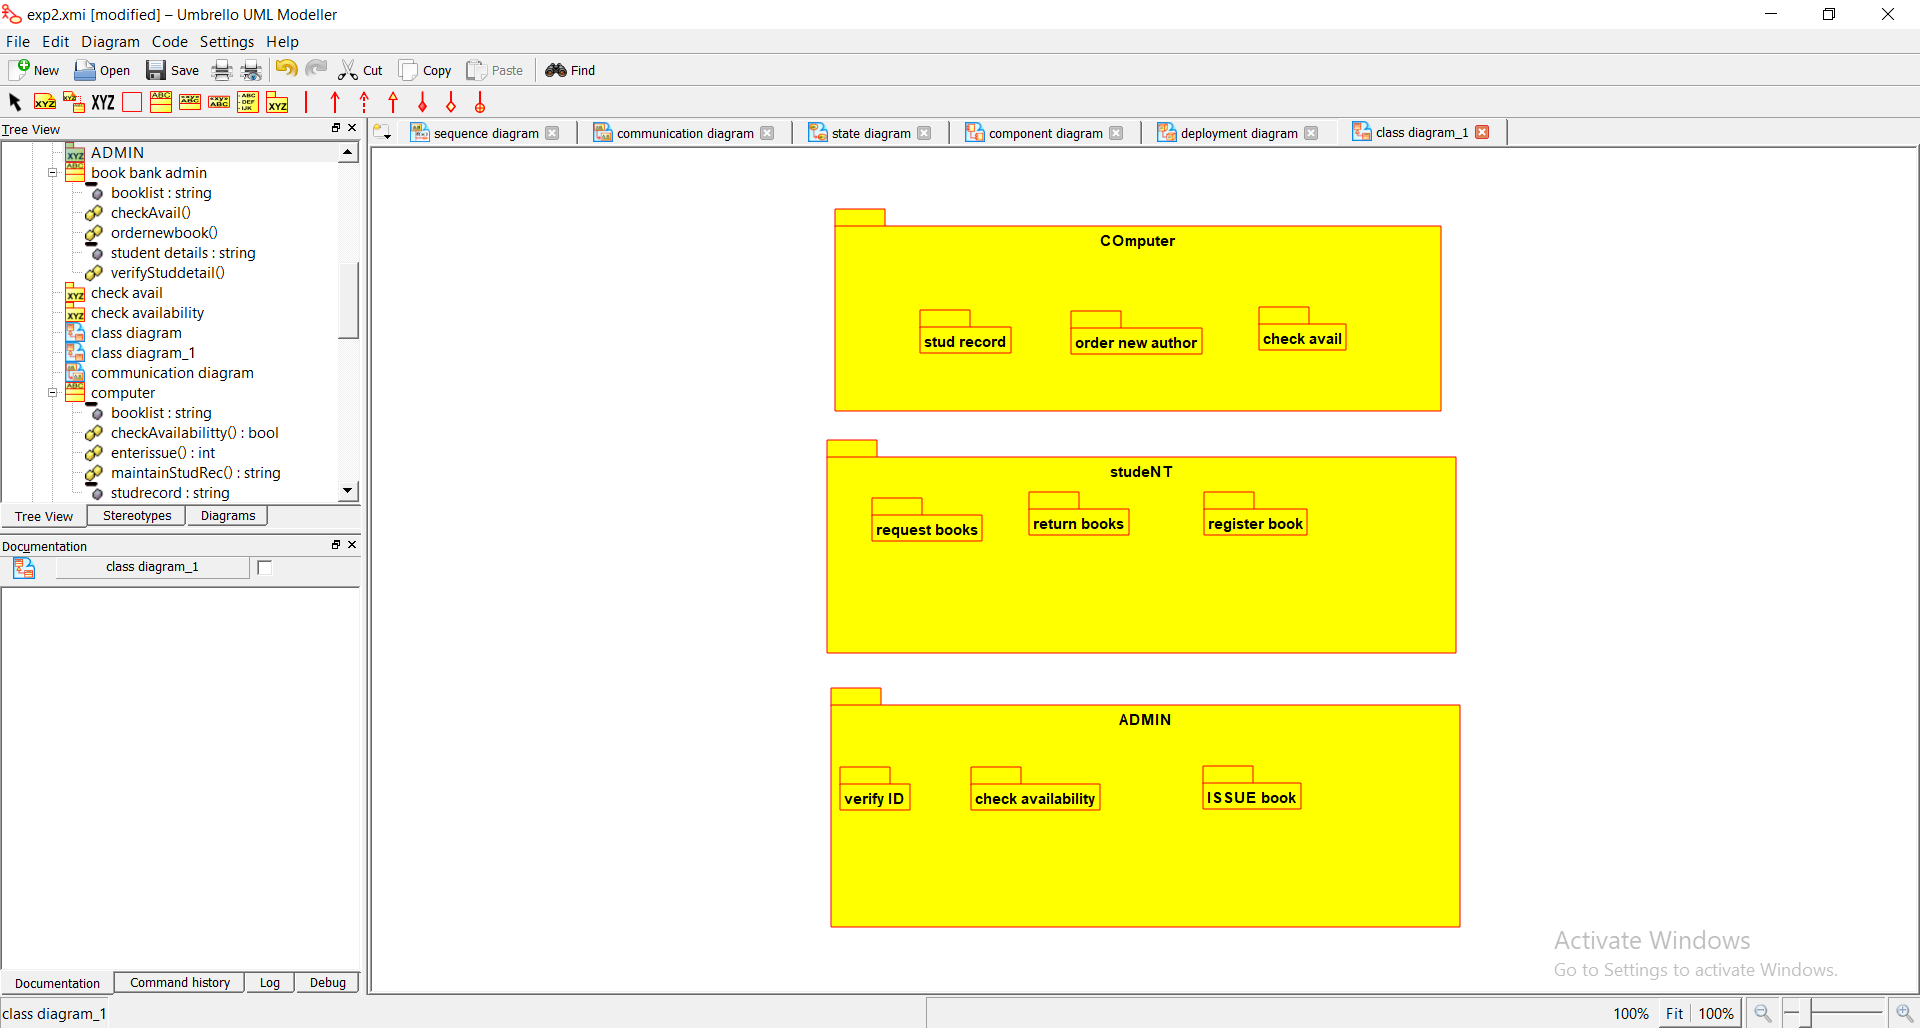 exp2.xmi [modified] – Umbrello UML Modeller
File Edit Diagram Code Settings Help
New Open Save Cut Copy Paste Find
XYZ
Tree View
sequence diagram
communication diagram
state diagram
component diagram
deployment diagram
class diagram_1
ADMIN
book bank admin
booklist : string
checkAvail()
ordernewbook()
student details : string
verifyStuddetail()
check avail
check availability
class diagram
class diagram_1
communication diagram
computer
booklist : string
checkAvailabilitty() : bool
enterissue() : int
maintainStudRec() : string
studrecord : string
Tree View Stereotypes Diagrams
Documentation
class diagram_1
Documentation Command history Log Debug
class diagram_1
COmputer
stud record
order new author
check avail
studeNT
request books
return books
register book
ADMIN
verify ID
check availability
ISSUE book
Activate Windows
Go to Settings to activate Windows.
100% Fit 100%